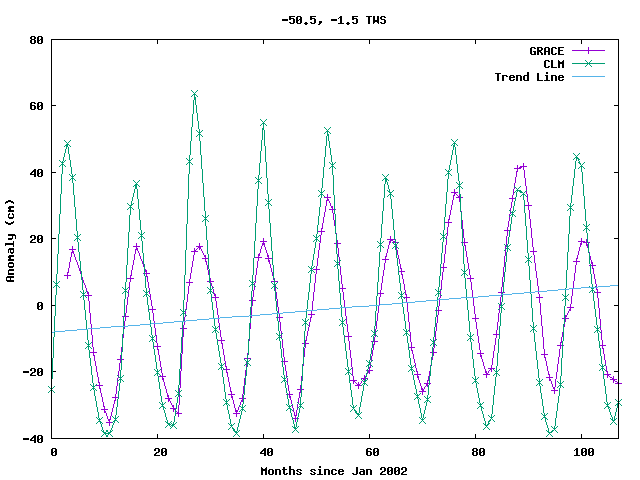 -50.5, -1.5 TWS
80
GRACE
CLM
Trend Line
60
40
20
0
-20
-40
Anomaly (cm)
0 20 40 60 80 100
Months since Jan 2002